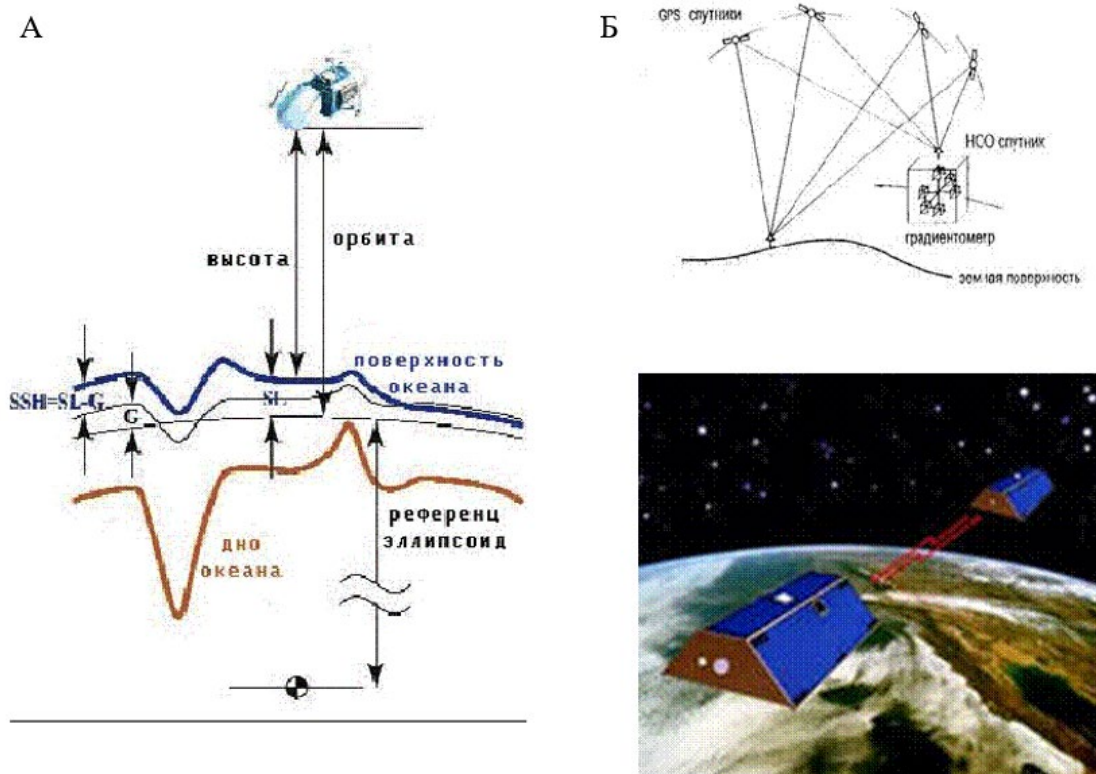 А
орбита
высота
поверхность
океана
SSH=SL-G
G
SL
референц
эллипсоид
дно
океана
Б
GPS спутники
НСО спутник
градиентометр
земная поверхность